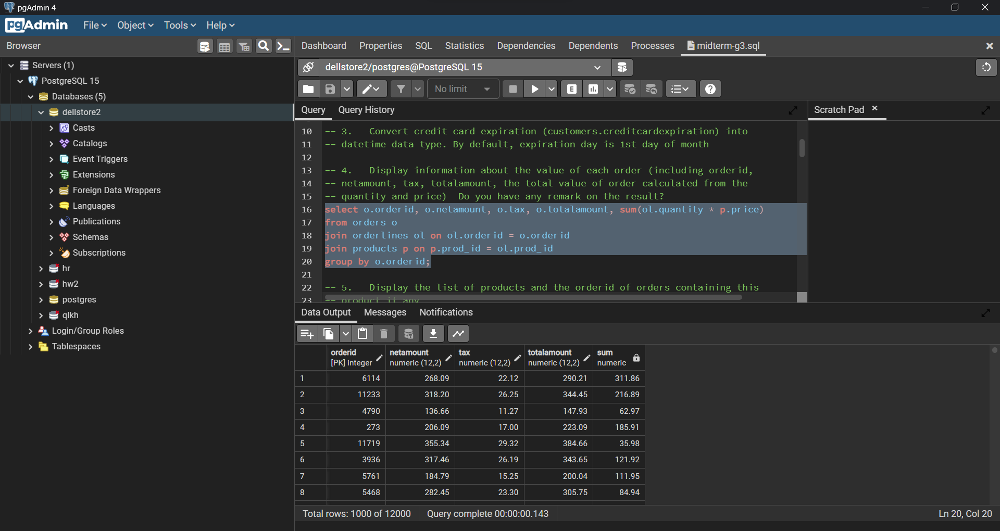 pgAdmin 4
pgAdmin File Object Tools Help
Browser
Dashboard Properties SQL Statistics Dependencies Dependents Processes midterm-g3.sql
Servers (1)
PostgreSQL 15
Databases (5)
dellstore2
Casts
Catalogs
Event Triggers
Extensions
Foreign Data Wrappers
Languages
Publications
Schemas
Subscriptions
hr
hw2
postgres
qlkh
Login/Group Roles
Tablespaces
dellstore2/postgres@PostgreSQL 15
No limit E
Query Query History
Scratch Pad
10 -- 3. Convert credit card expiration (customers.creditcardexpiration) into
11 -- datetime data type. By default, expiration day is 1st day of month
12
13 -- 4. Display information about the value of each order (including orderid,
14 -- netamount, tax, totalamount, the total value of order calculated from the
15 -- quantity and price) Do you have any remark on the result?
16 select o.orderid, o.netamount, o.tax, o.totalamount, sum(ol.quantity * p.price)
17 from orders o
18 join orderlines ol on ol.orderid = o.orderid
19 join products p on p.prod_id = ol.prod_id
20 group by o.orderid;
21
22 -- 5. Display the list of products and the orderid of orders containing this
23 -- product if any
Data Output Messages Notifications
orderid netamount tax totalamount sum
[PK] integer numeric (12,2) numeric (12,2) numeric (12,2) numeric
1 6114 268.09 22.12 290.21 311.86
2 11233 318.20 26.25 344.45 216.89
3 4790 136.66 11.27 147.93 62.97
4 273 206.09 17.00 223.09 185.91
5 11719 355.34 29.32 384.66 35.98
6 3936 317.46 26.19 343.65 121.92
7 5761 184.79 15.25 200.04 111.95
8 5468 282.45 23.30 305.75 84.94
Total rows: 1000 of 12000 Query complete 00:00:00.143 Ln 20, Col 20